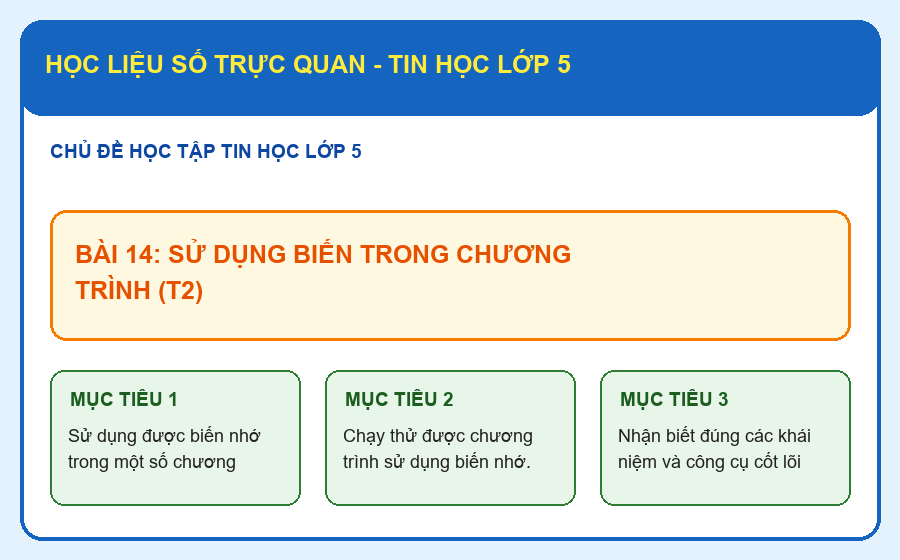 HỌC LIỆU SỐ TRỰC QUAN - TIN HỌC LỚP 5
CHỦ ĐỀ HỌC TẬP TIN HỌC LỚP 5
BÀI 14: SỬ DỤNG BIẾN TRONG CHƯƠNG
TRÌNH (T2)
MỤC TIÊU 1
Sử dụng được biến nhớ
trong một số chương
MỤC TIÊU 2
Chạy thử được chương
trình sử dụng biến nhớ.
MỤC TIÊU 3
Nhận biết đúng các khái
niệm và công cụ cốt lõi